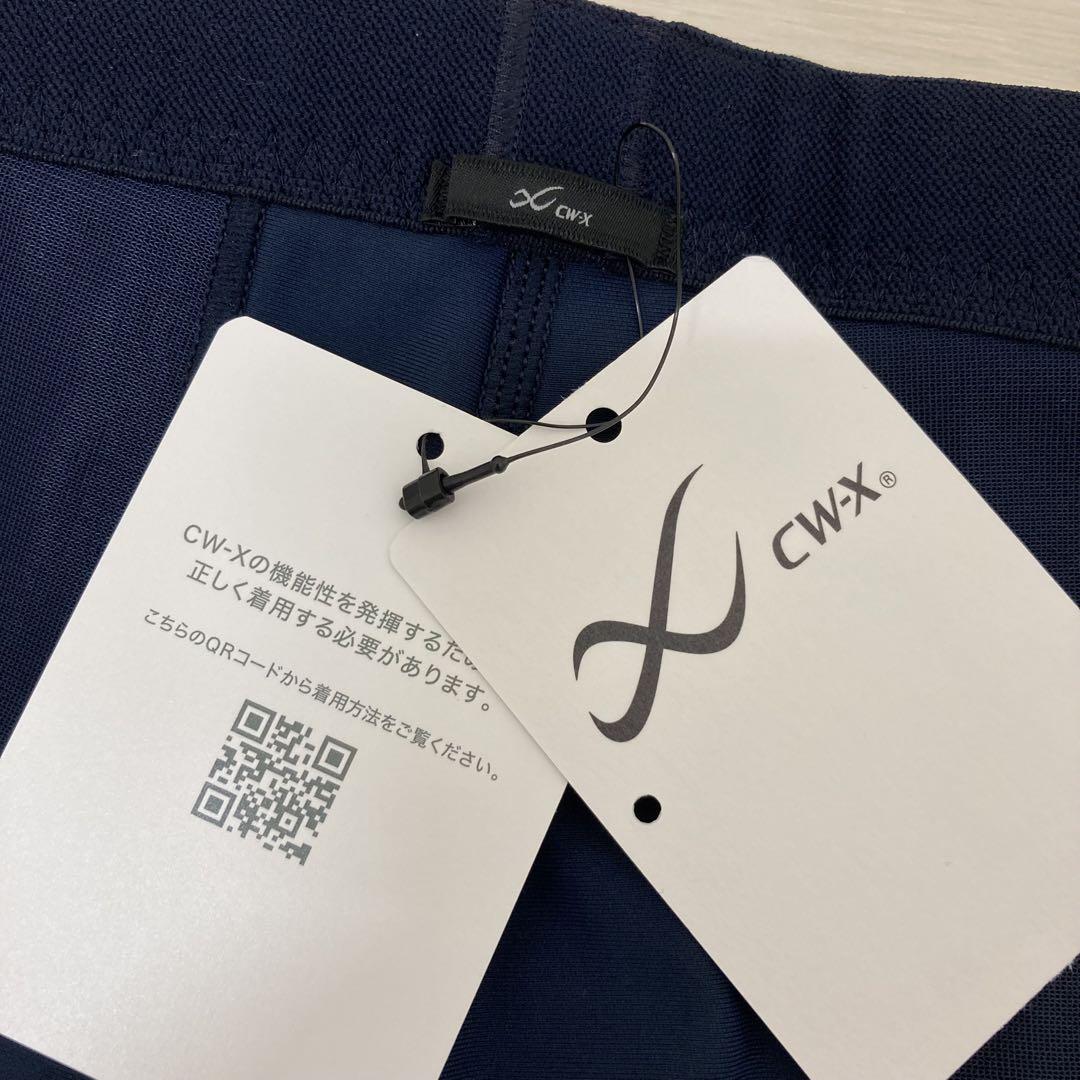 CW-X
CW-X®
CW-Xの機能性を発揮するため
正しく着用する必要があります。
こちらのQRコードから着用方法をご覧ください。